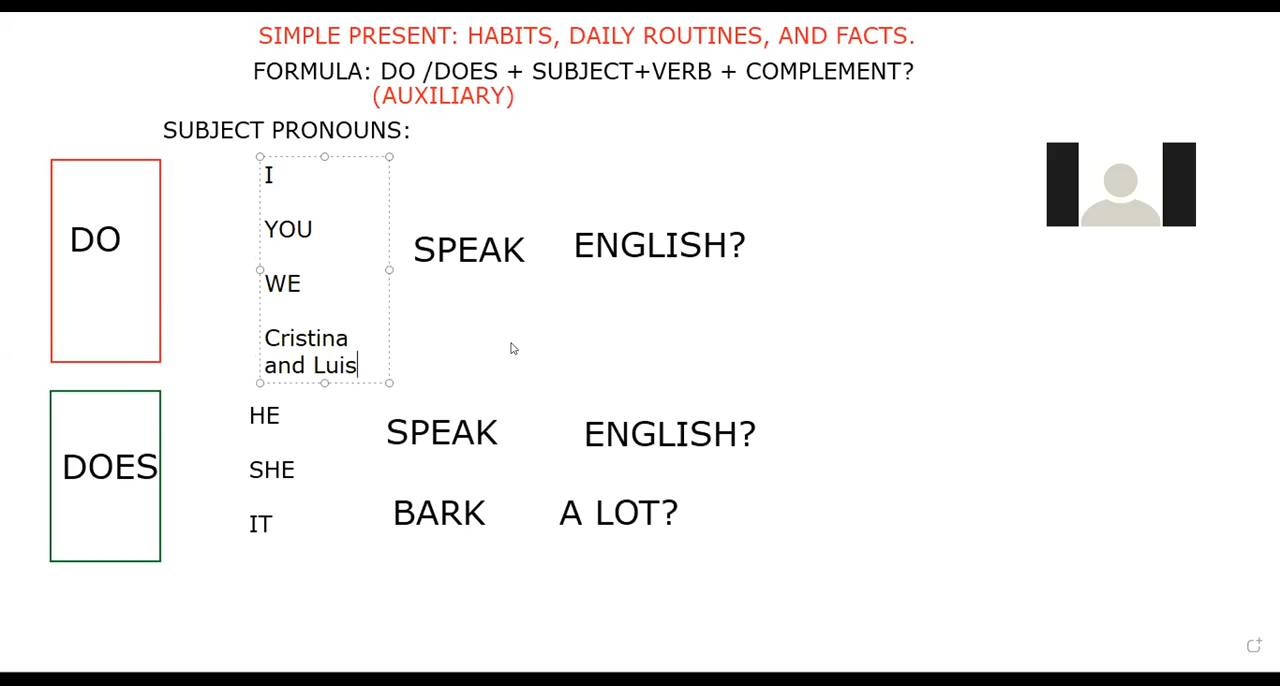 SIMPLE PRESENT: HABITS, DAILY ROUTINES, AND FACTS.
FORMULA: DO /DOES + SUBJECT+VERB + COMPLEMENT?
(AUXILIARY)
SUBJECT PRONOUNS:
I
YOU
DO
SPEAK
ENGLISH?
WE
Cristina
and Luis
HE
SPEAK
ENGLISH?
DOES
SHE
BARK
A LOT?
IT